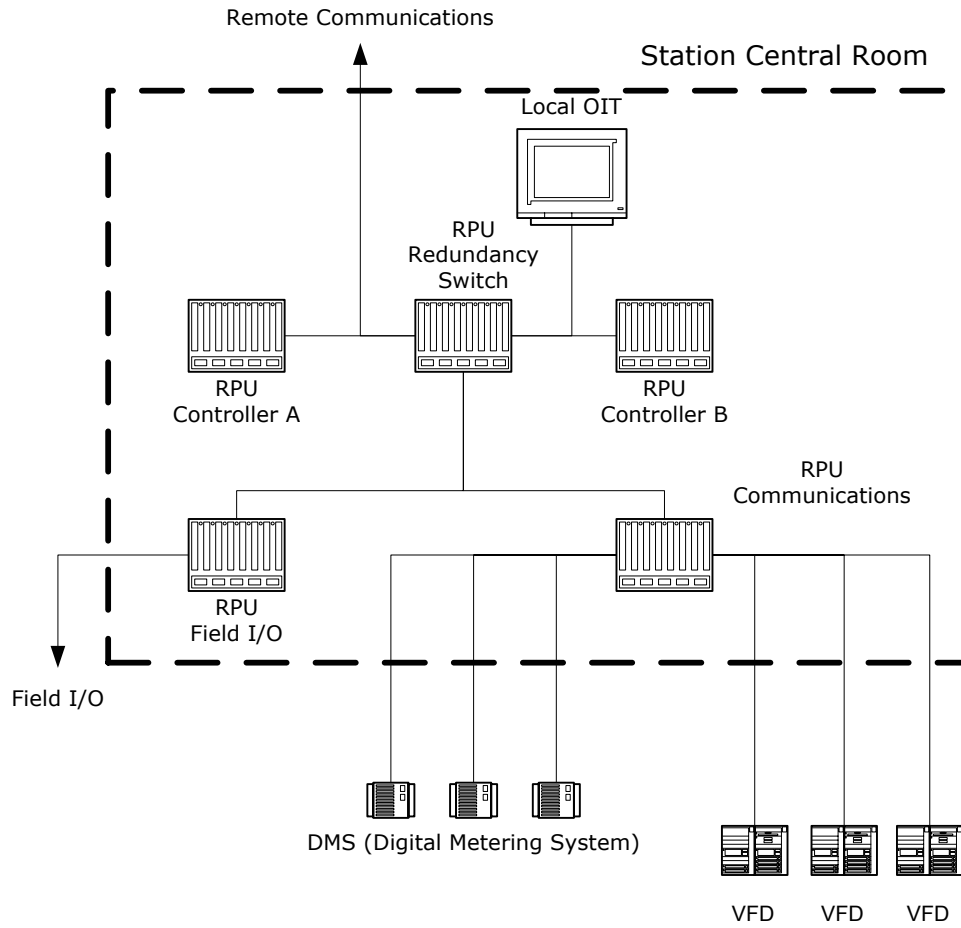 Remote Communications
Station Central Room
Local OIT
RPU
Redundancy
Switch
RPU
Controller A
RPU
Controller B
RPU
Communications
RPU
Field I/O
Field I/O
DMS (Digital Metering System)
VFD
VFD
VFD